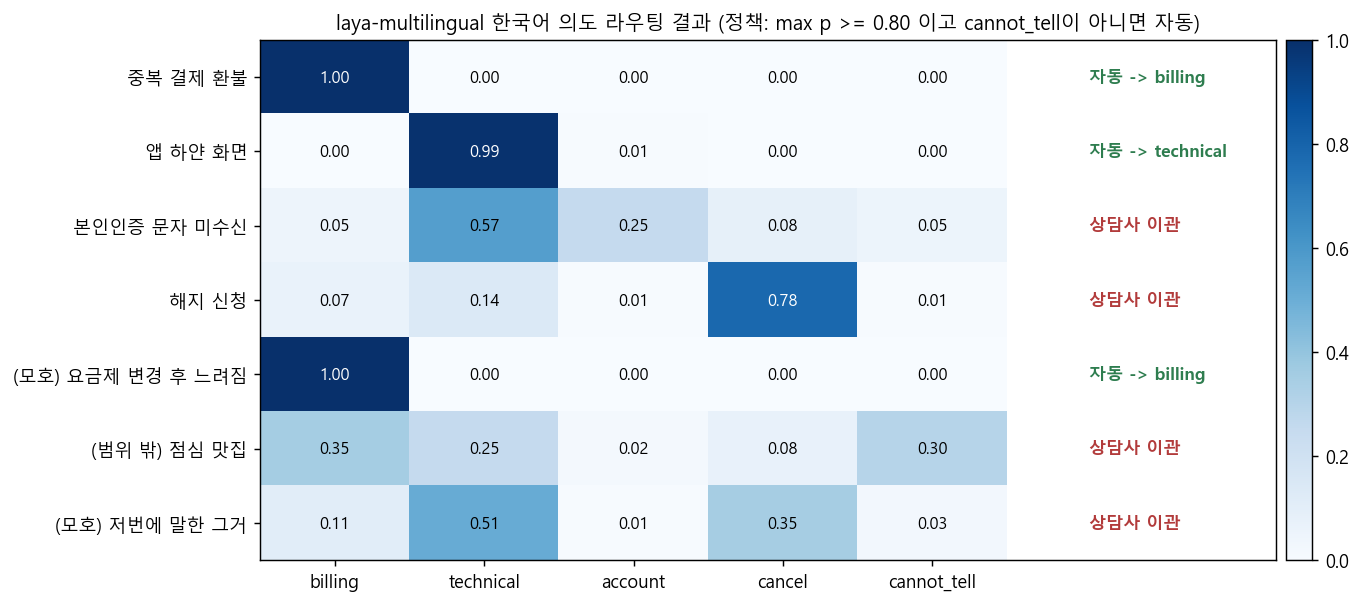 laya-multilingual 한국어 의도 라우팅 결과 (정책: max p >= 0.80 이고 cannot_tell이 아니면 자동)
중복 결제 환불 1.00 0.00 0.00 0.00 0.00 자동 -> billing
앱 하얀 화면 0.00 0.99 0.01 0.00 0.00 자동 -> technical
본인인증 문자 미수신 0.05 0.57 0.25 0.08 0.05 상담사 이관
해지 신청 0.07 0.14 0.01 0.78 0.01 상담사 이관
(모호) 요금제 변경 후 느려짐 1.00 0.00 0.00 0.00 0.00 자동 -> billing
(범위 밖) 점심 맛집 0.35 0.25 0.02 0.08 0.30 상담사 이관
(모호) 저번에 말한 그거 0.11 0.51 0.01 0.35 0.03 상담사 이관
billing technical account cancel cannot_tell
1.0
0.8
0.6
0.4
0.2
0.0